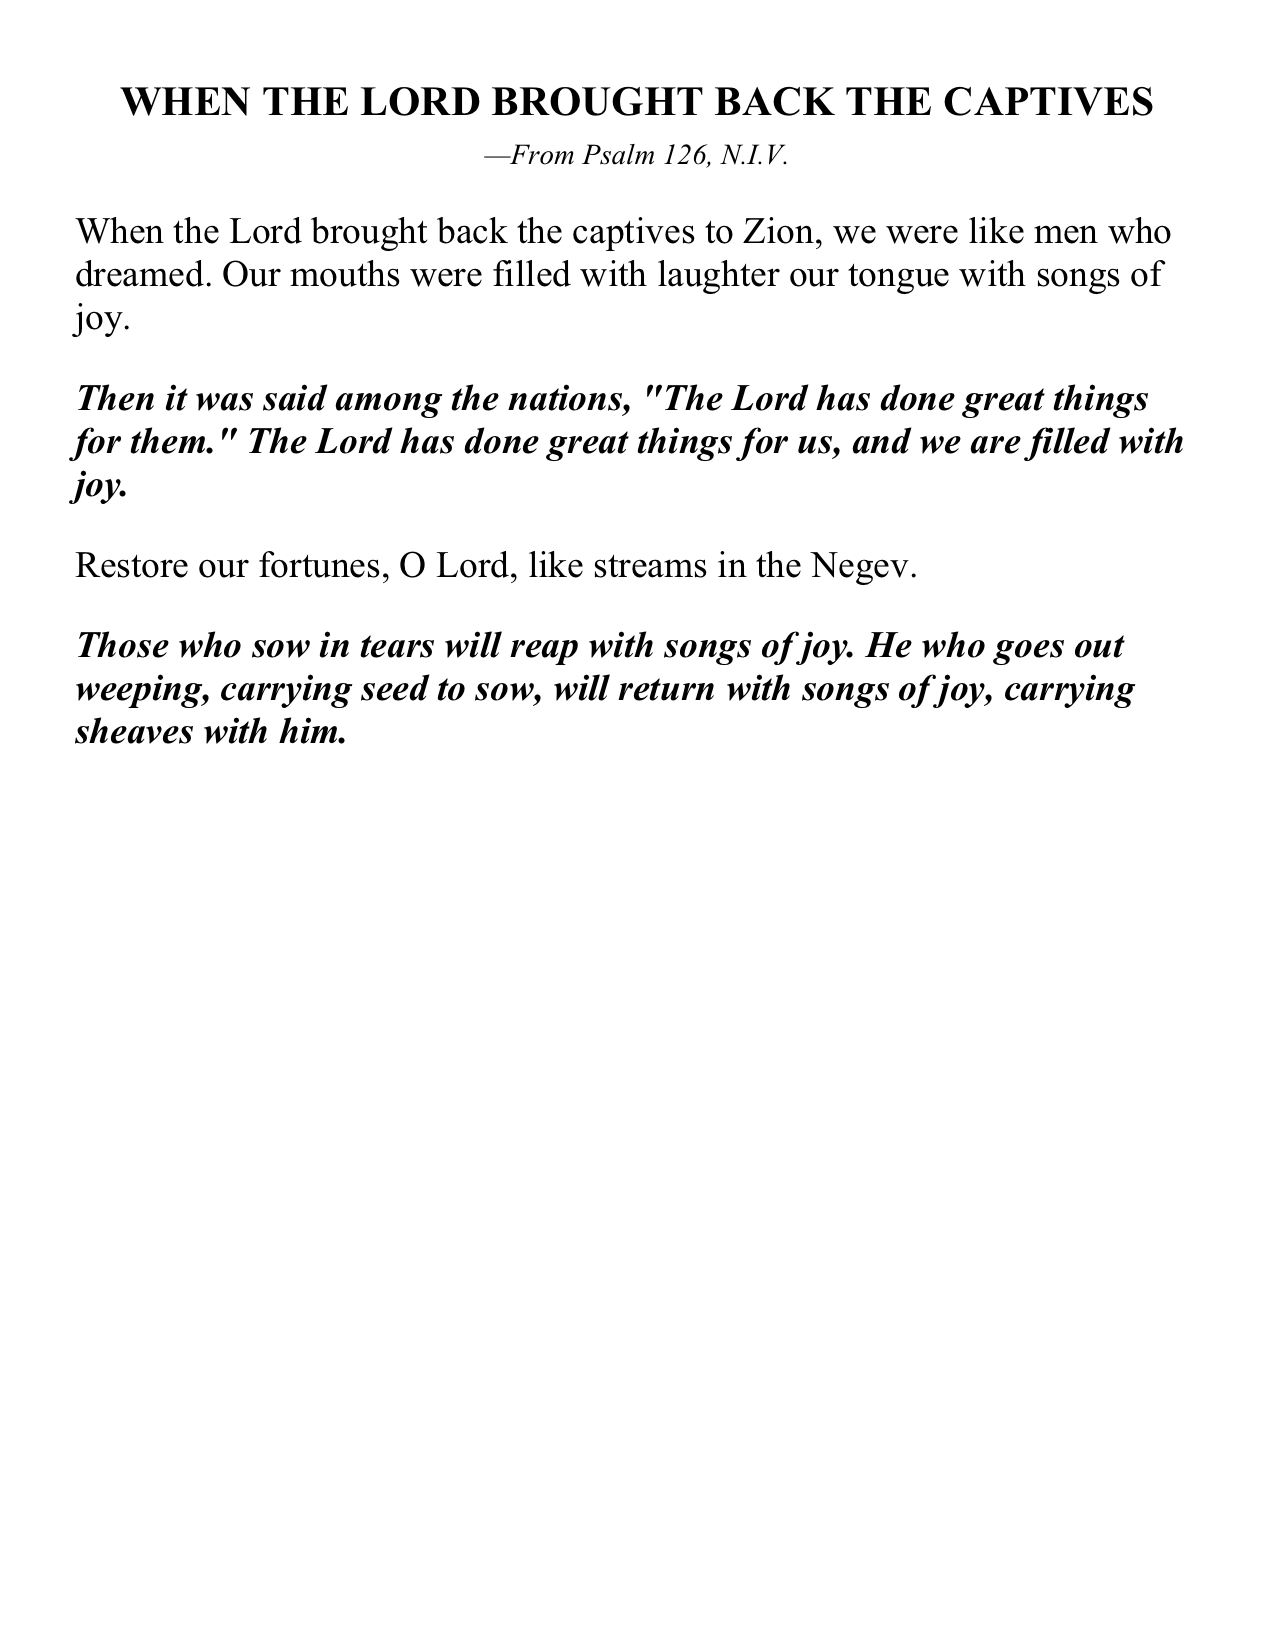 WHEN THE LORD BROUGHT BACK THE CAPTIVES
—From Psalm 126, N.I.V.
When the Lord brought back the captives to Zion, we were like men who
dreamed. Our mouths were filled with laughter our tongue with songs of
joy.
Then it was said among the nations, "The Lord has done great things
for them." The Lord has done great things for us, and we are filled with
joy.
Restore our fortunes, O Lord, like streams in the Negev.
Those who sow in tears will reap with songs of joy. He who goes out
weeping, carrying seed to sow, will return with songs of joy, carrying
sheaves with him.